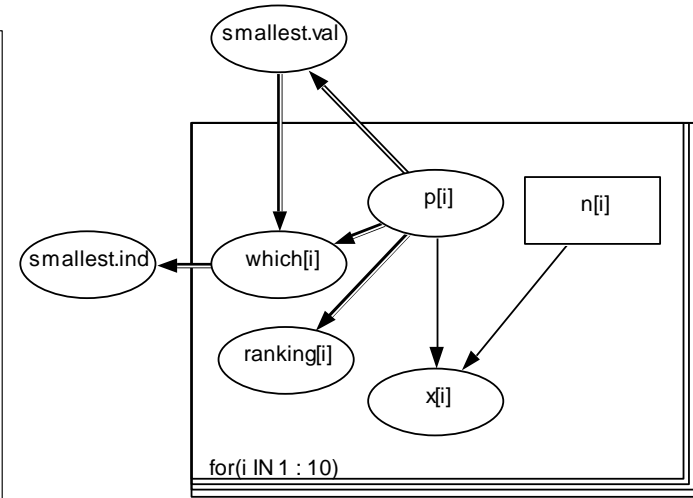 smallest.val
p[i]
n[i]
smallest.ind
which[i]
ranking[i]
x[i]
for(i IN 1 : 10)